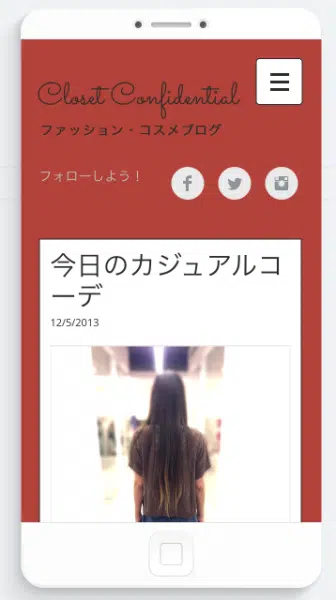 Closet Confidential
ファッション・コスメブログ
フォローしよう！
今日のカジュアルコ
ーデ
12/5/2013